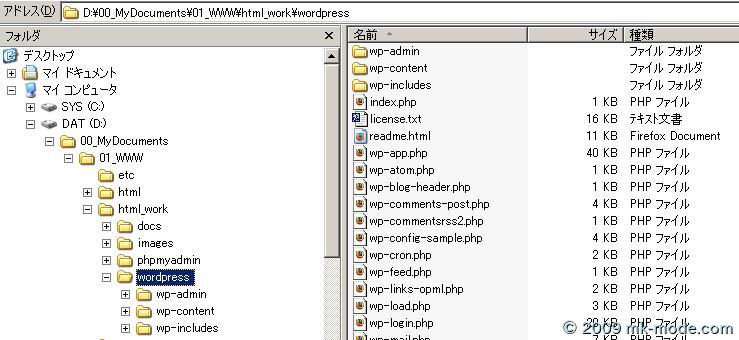 アドレス(D) D:¥00_MyDocuments¥01_WWW¥html_work¥wordpress
フォルダ
デスクトップ
マイ ドキュメント
マイ コンピュータ
SYS (C:)
DAT (D:)
00_MyDocuments
01_WWW
etc
html
html_work
docs
images
phpmyadmin
wordpress
wp-admin
wp-content
wp-includes
名前 サイズ 種類
wp-admin ファイル フォルダ
wp-content ファイル フォルダ
wp-includes ファイル フォルダ
index.php 1 KB PHP ファイル
license.txt 16 KB テキスト文書
readme.html 11 KB Firefox Document
wp-app.php 40 KB PHP ファイル
wp-atom.php 1 KB PHP ファイル
wp-blog-header.php 1 KB PHP ファイル
wp-comments-post.php 4 KB PHP ファイル
wp-commentsrss2.php 1 KB PHP ファイル
wp-config-sample.php 4 KB PHP ファイル
wp-cron.php 2 KB PHP ファイル
wp-feed.php 1 KB PHP ファイル
wp-links-opml.php 2 KB PHP ファイル
wp-load.php 3 KB PHP ファイル
wp-login.php KB PHP ファイル
wp-mail.php 7 KB PHP ファイル
© 2009 mk-mode.com